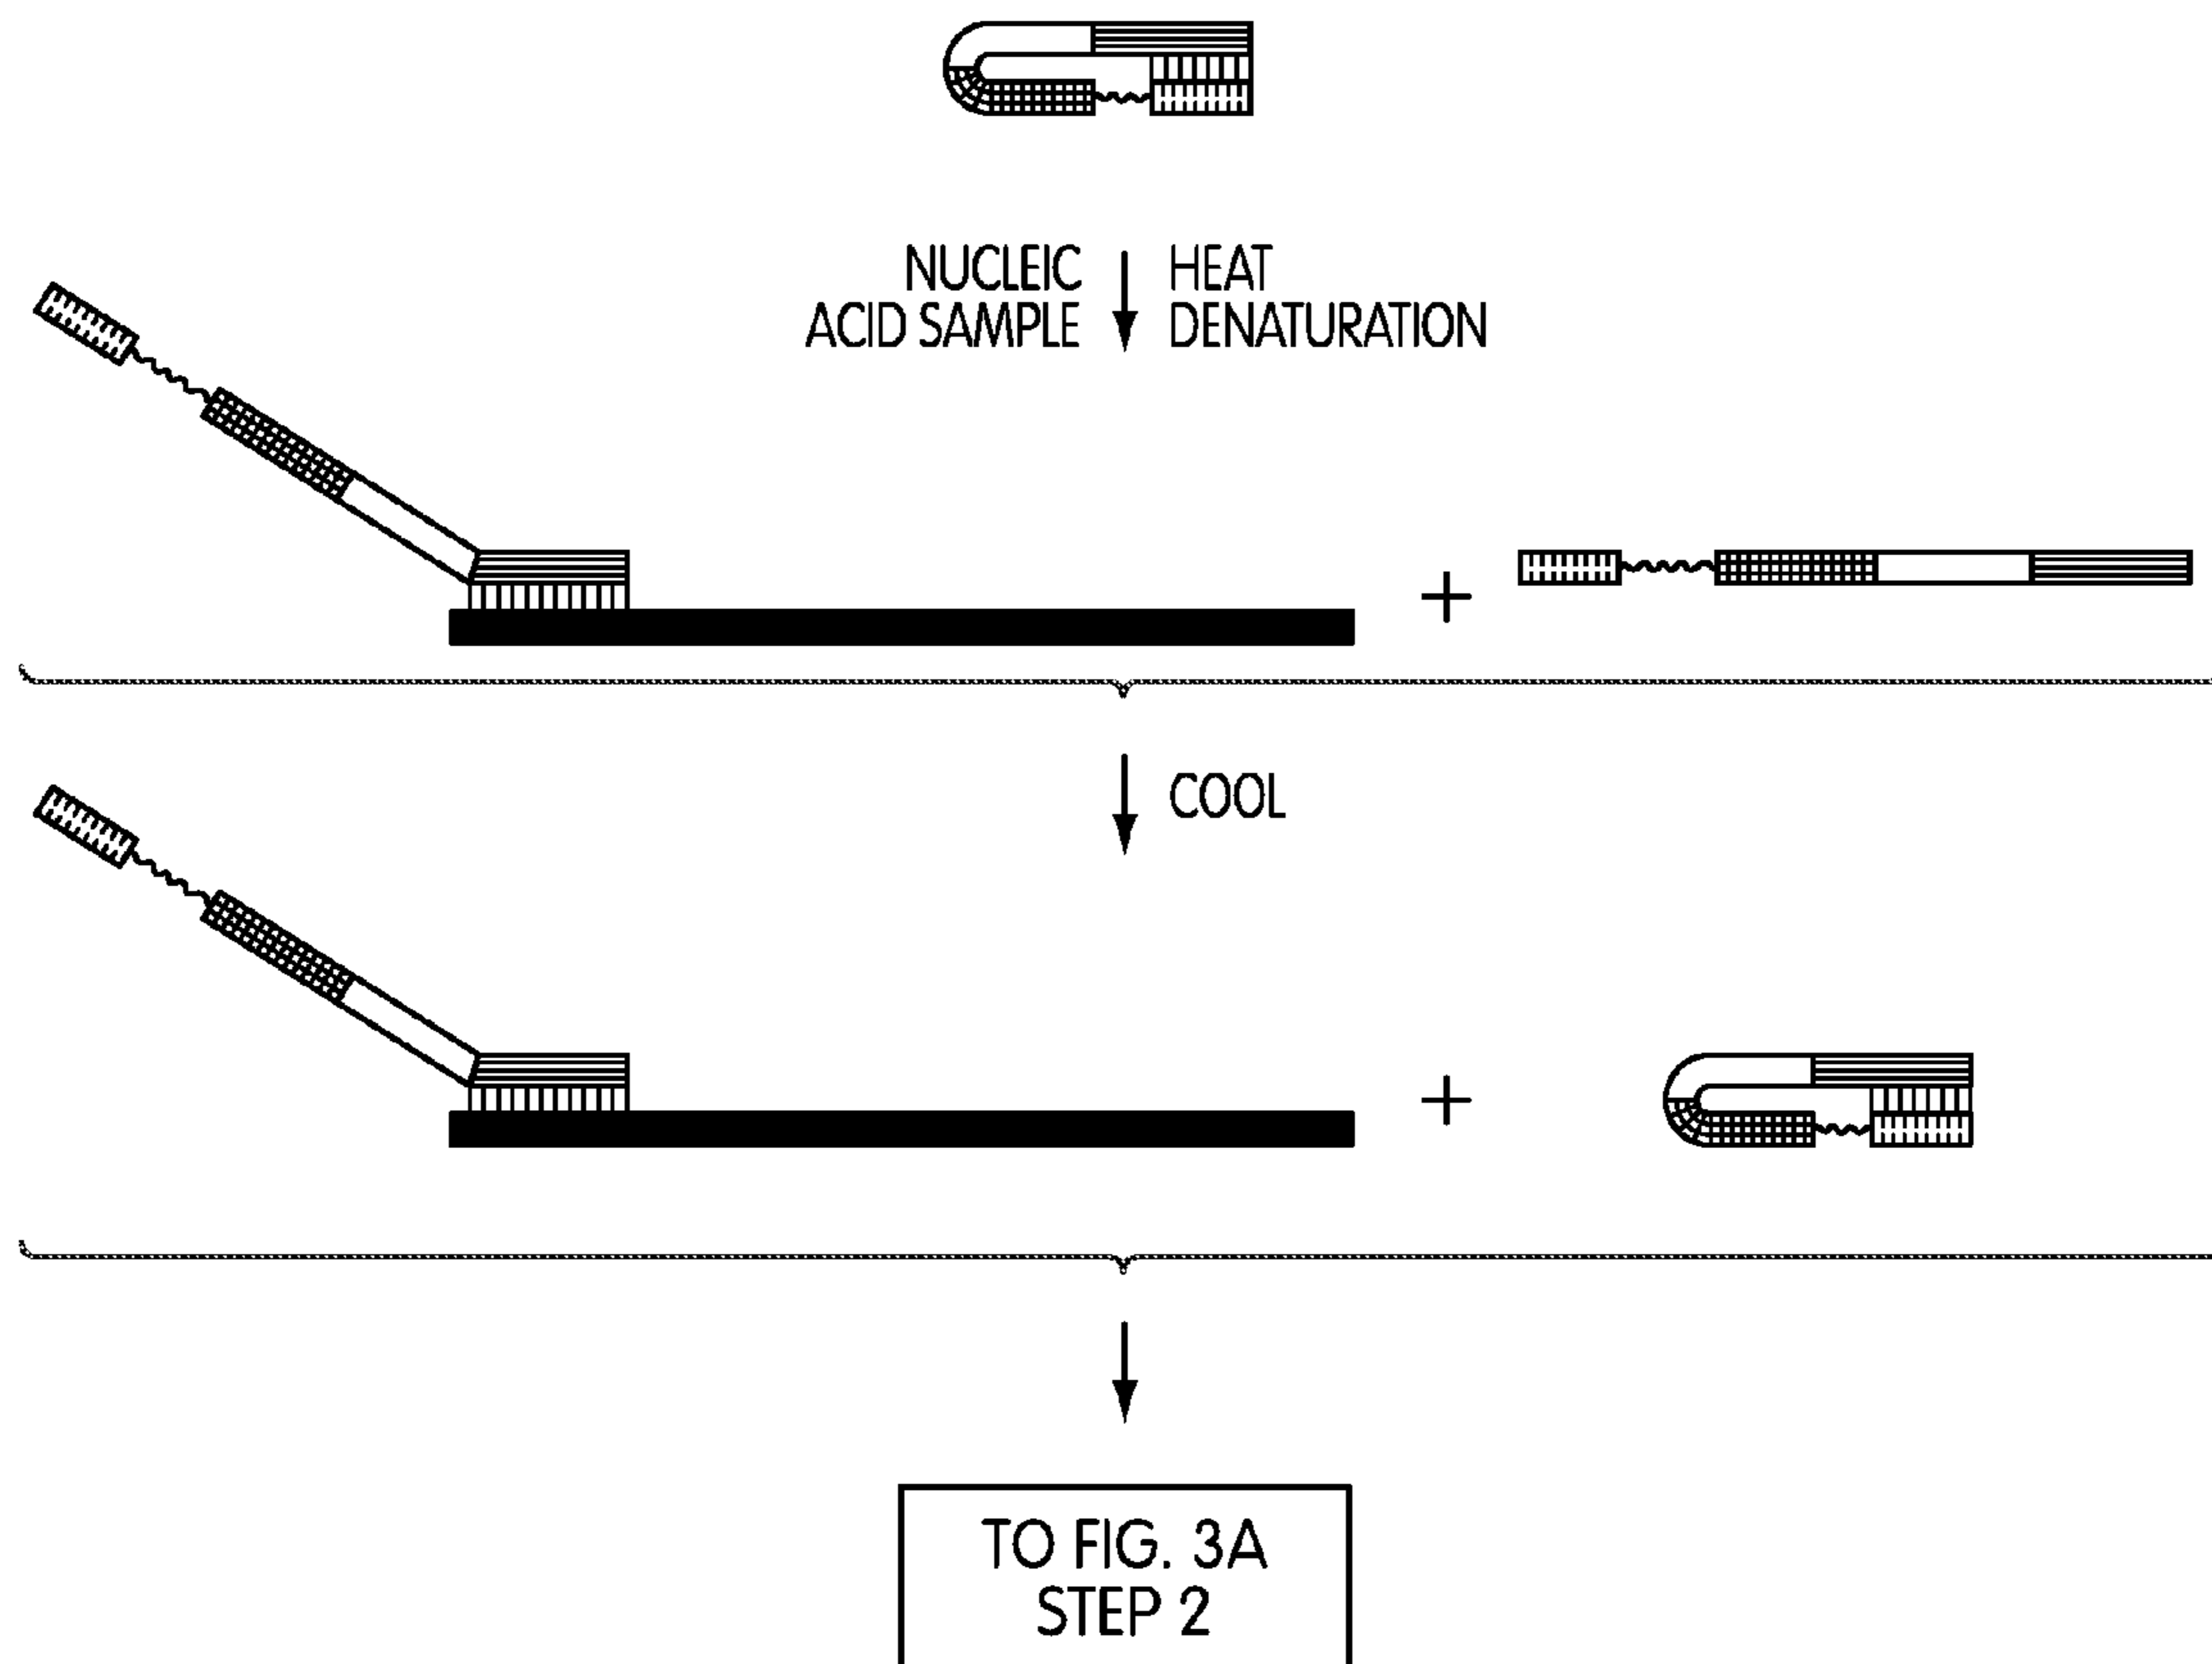 NUCLEIC
ACID SAMPLE
HEAT
DENATURATION
+
COOL
+
TO FIG. 3A
STEP 2